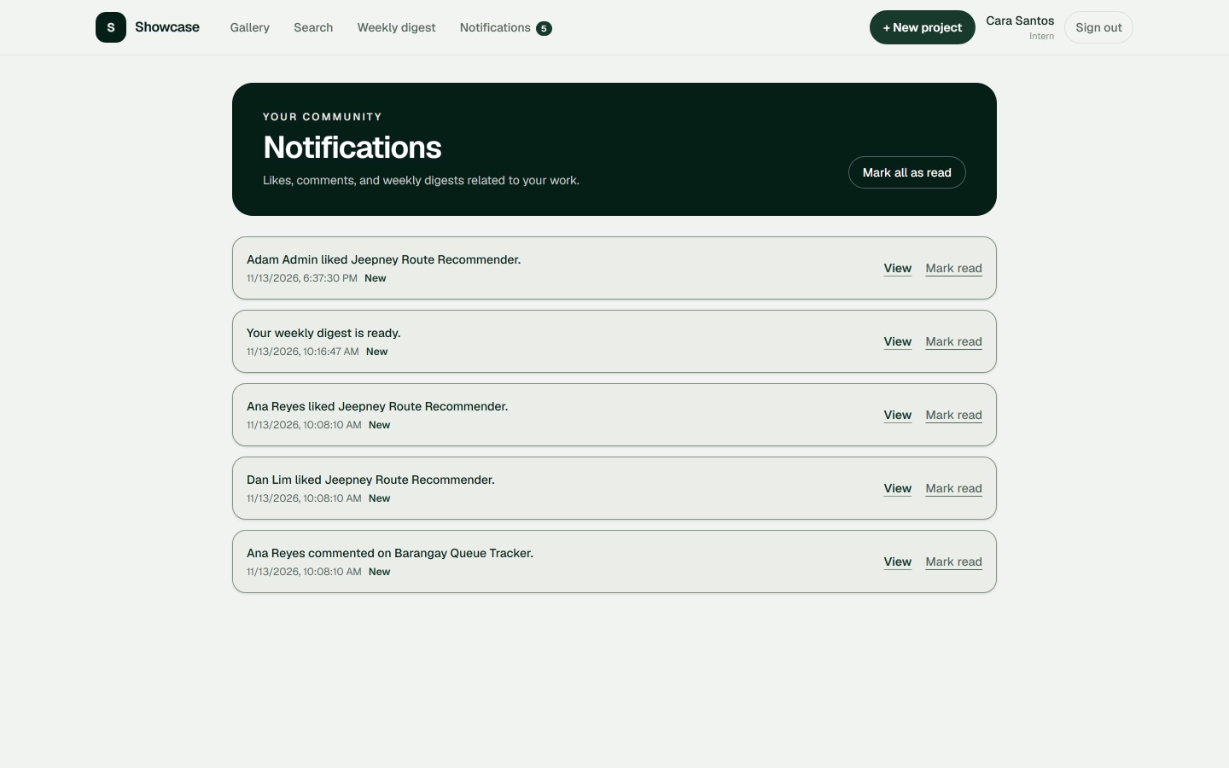 S Showcase Gallery Search Weekly digest Notifications 5 + New project Cara Santos Sign out
Intern
YOUR COMMUNITY
Notifications
Likes, comments, and weekly digests related to your work.
Mark all as read
Adam Admin liked Jeepney Route Recommender.
11/13/2026, 6:37:30 PM New
View Mark read
Your weekly digest is ready.
11/13/2026, 10:16:47 AM New
View Mark read
Ana Reyes liked Jeepney Route Recommender.
11/13/2026, 10:08:10 AM New
View Mark read
Dan Lim liked Jeepney Route Recommender.
11/13/2026, 10:08:10 AM New
View Mark read
Ana Reyes commented on Barangay Queue Tracker.
11/13/2026, 10:08:10 AM New
View Mark read